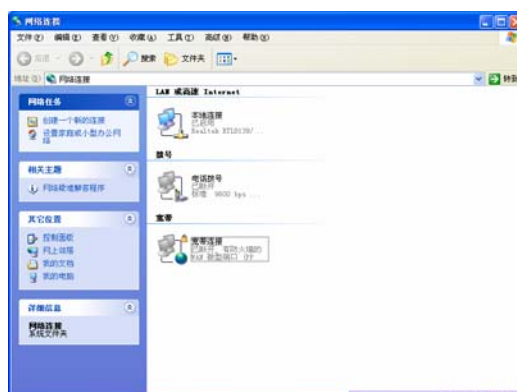 网络连接
文件(F) 编辑(E) 查看(V) 收藏(A) 工具(T) 高级(N) 帮助(H)
后退 搜索 文件夹
地址(D) 网络连接 转到
网络任务
创建一个新的连接
设置家庭或小型办公网络
相关主题
网络疑难解答程序
其它位置
控制面板
网上邻居
我的文档
我的电脑
详细信息
网络连接
系统文件夹
LAN 或高速 Internet
本地连接
已启用
Realtek RTL8139/...
拨号
电话拨号
已断开
标准 9600 bps ...
宽带
宽带连接
已断开, 有防火墙的
WAN 微型端口 (PP